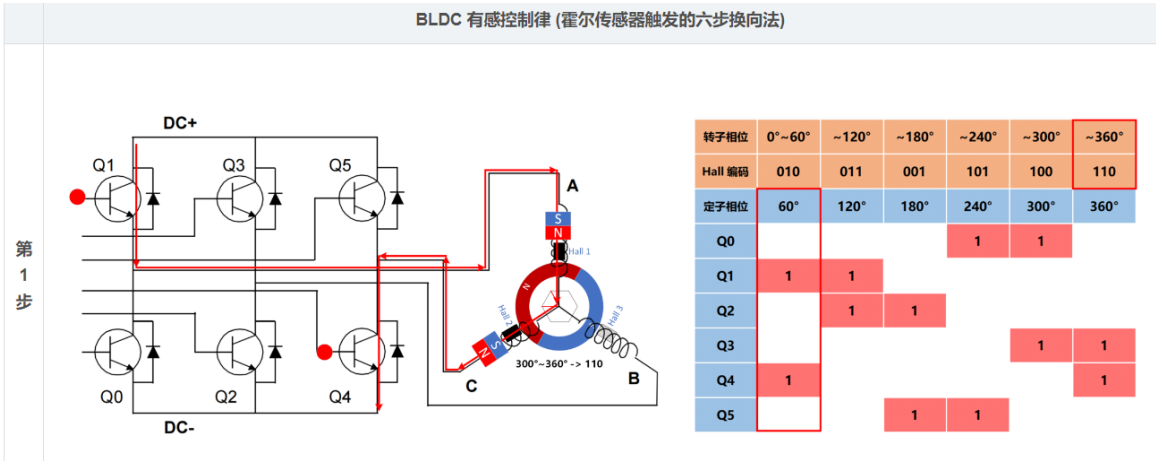 BLDC 有感控制律 (霍尔传感器触发的六步换向法)
第
1
步
DC+
Q1
Q3
Q5
Q0
Q2
Q4
DC-
A
S
N
Hall 1
N
Hall 2
Hall 3
S
N
300°~360° -> 110
C
B
转子相位 0°~60° ~120° ~180° ~240° ~300° ~360°
Hall 编码 010 011 001 101 100 110
定子相位 60° 120° 180° 240° 300° 360°
Q0 1 1
Q1 1 1
Q2 1 1
Q3 1 1
Q4 1 1
Q5 1 1